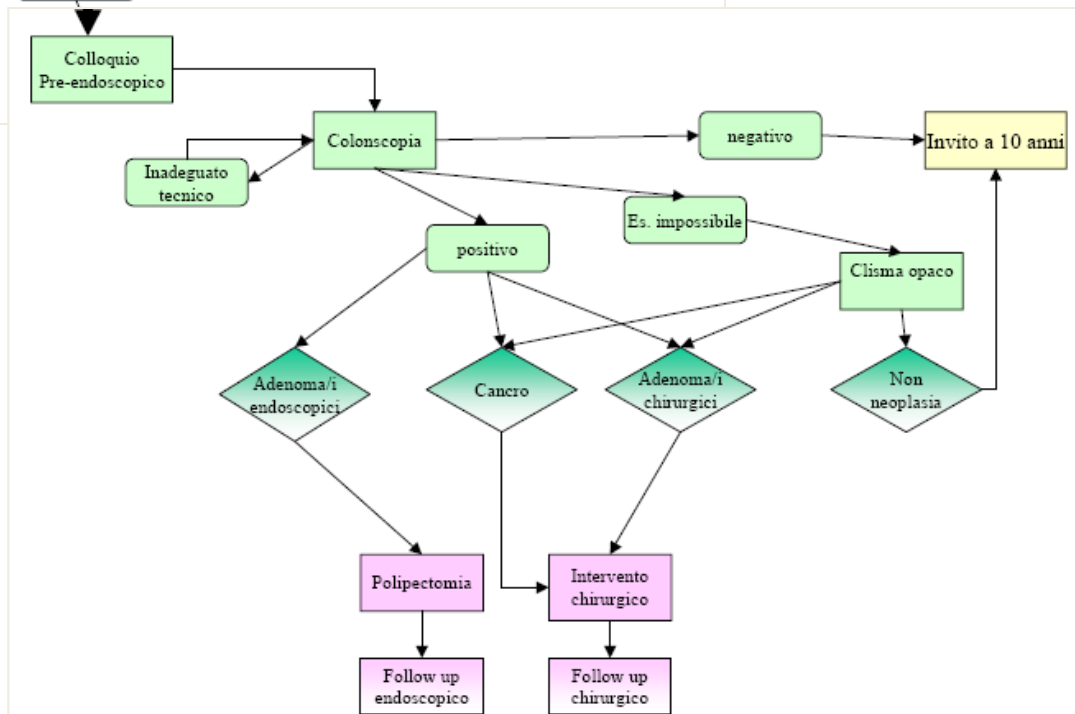 Colloquio
Pre-endoscopico
Colonscopia
negativo
Invito a 10 anni
Inadeguato
tecnico
Es. impossibile
positivo
Clisma opaco
Adenoma/i
endoscopici
Cancro
Adenoma/i
chirurgici
Non
neoplasia
Polipectomia
Intervento
chirurgico
Follow up
endoscopico
Follow up
chirurgico